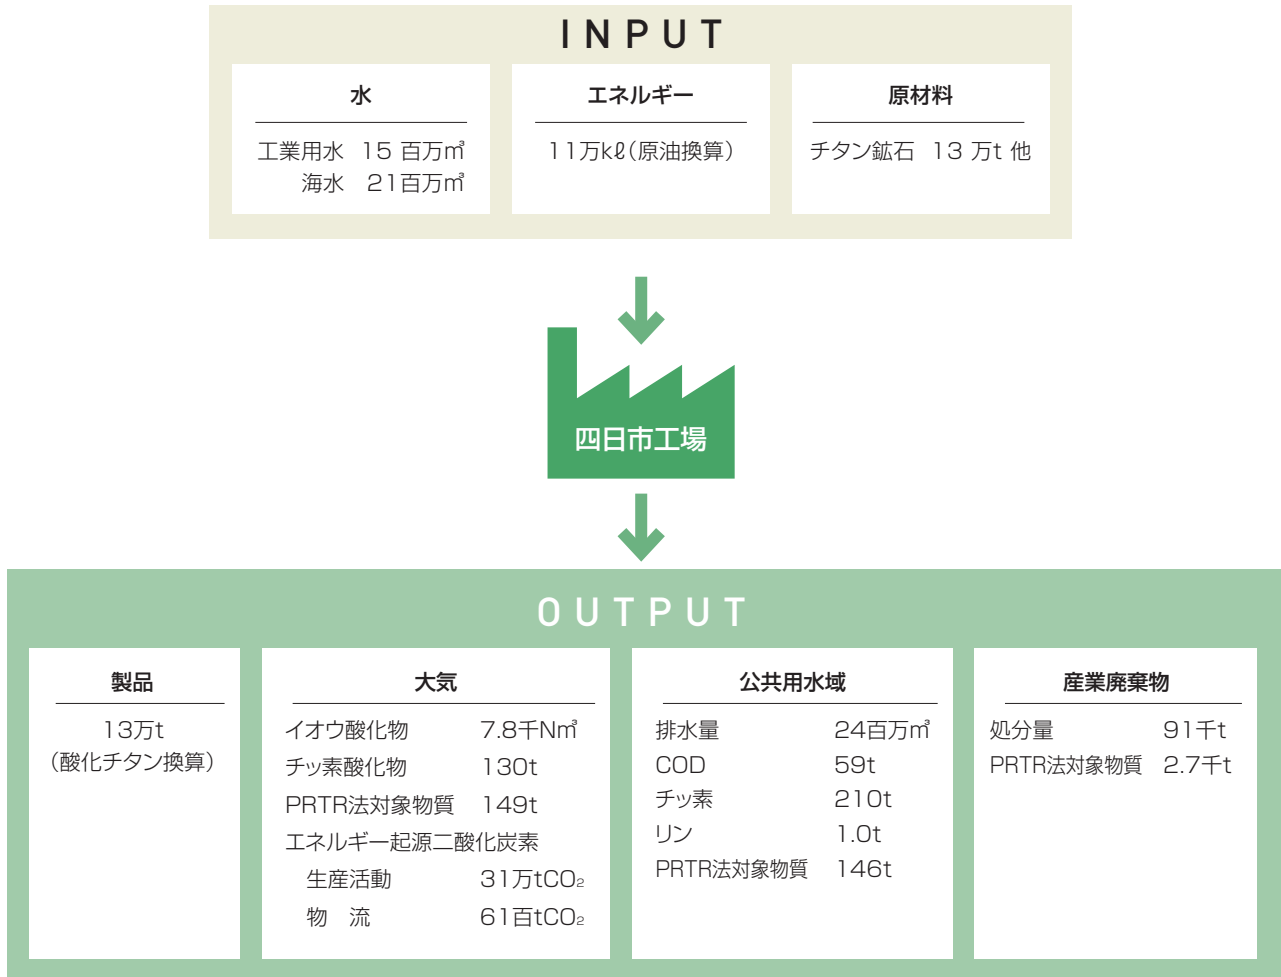 INPUT
水
工業用水 15 百万㎥
海水 21百万㎥
エネルギー
11万kℓ(原油換算)
原材料
チタン鉱石 13 万t 他
四日市工場
OUTPUT
製品
13万t
(酸化チタン換算)
大気
イオウ酸化物 7.8千N㎥
チッ素酸化物 130t
PRTR法対象物質 149t
エネルギー起源二酸化炭素
生産活動 31万tCO₂
物 流 61百tCO₂
公共用水域
排水量 24百万㎥
COD 59t
チッ素 210t
リン 1.0t
PRTR法対象物質 146t
産業廃棄物
処分量 91千t
PRTR法対象物質 2.7千t